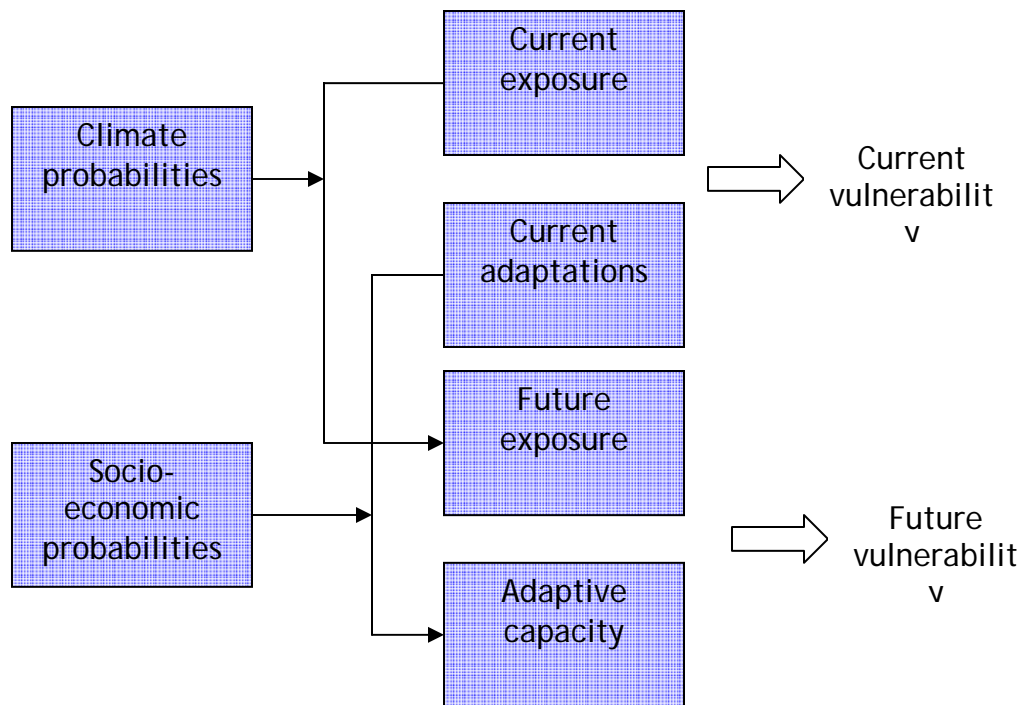 Current
exposure
Climate
probabilities
Current
vulnerabilit
v
Current
adaptations
Future
exposure
Socio-
economic
probabilities
Future
vulnerabilit
v
Adaptive
capacity